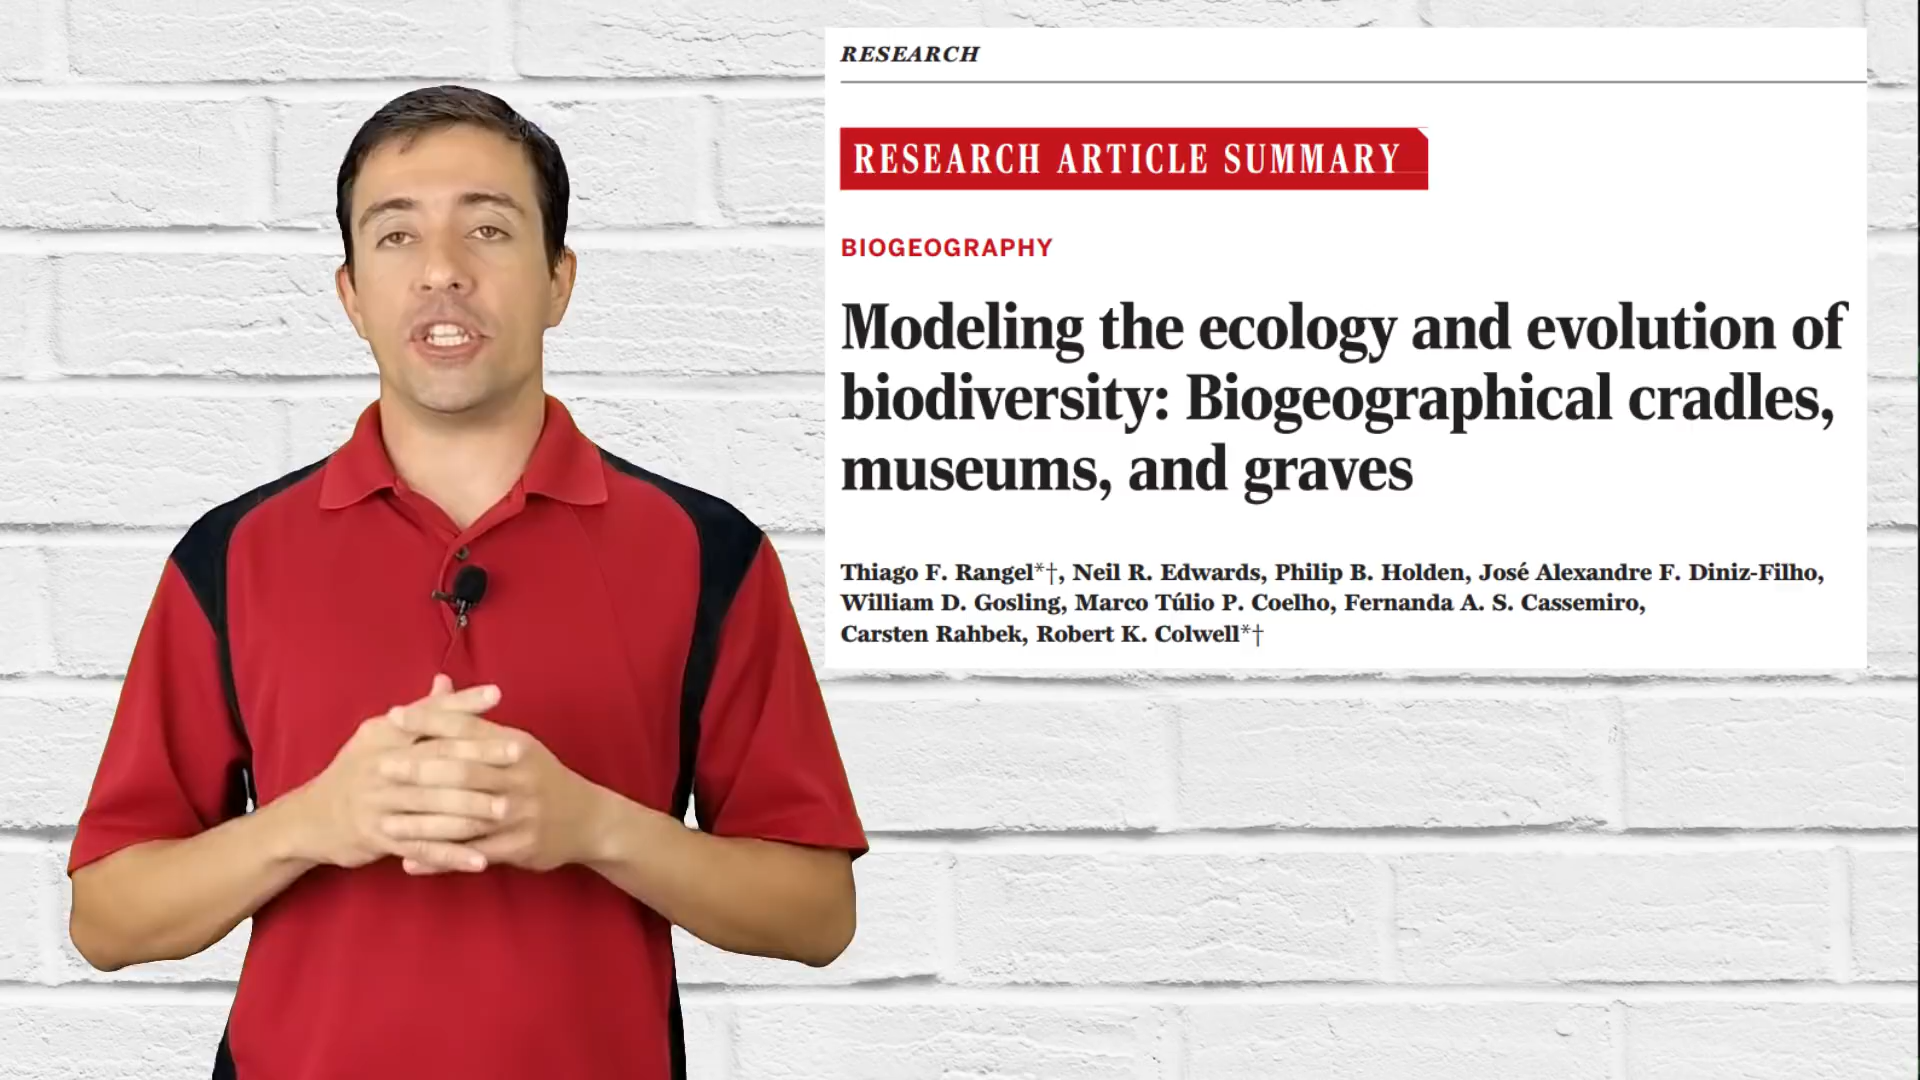 RESEARCH
RESEARCH ARTICLE SUMMARY
BIOGEOGRAPHY
Modeling the ecology and evolution of
biodiversity: Biogeographical cradles,
museums, and graves
Thiago F. Rangel*†, Neil R. Edwards, Philip B. Holden, José Alexandre F. Diniz-Filho,
William D. Gosling, Marco Túlio P. Coelho, Fernanda A. S. Cassemiro,
Carsten Rahbek, Robert K. Colwell*†